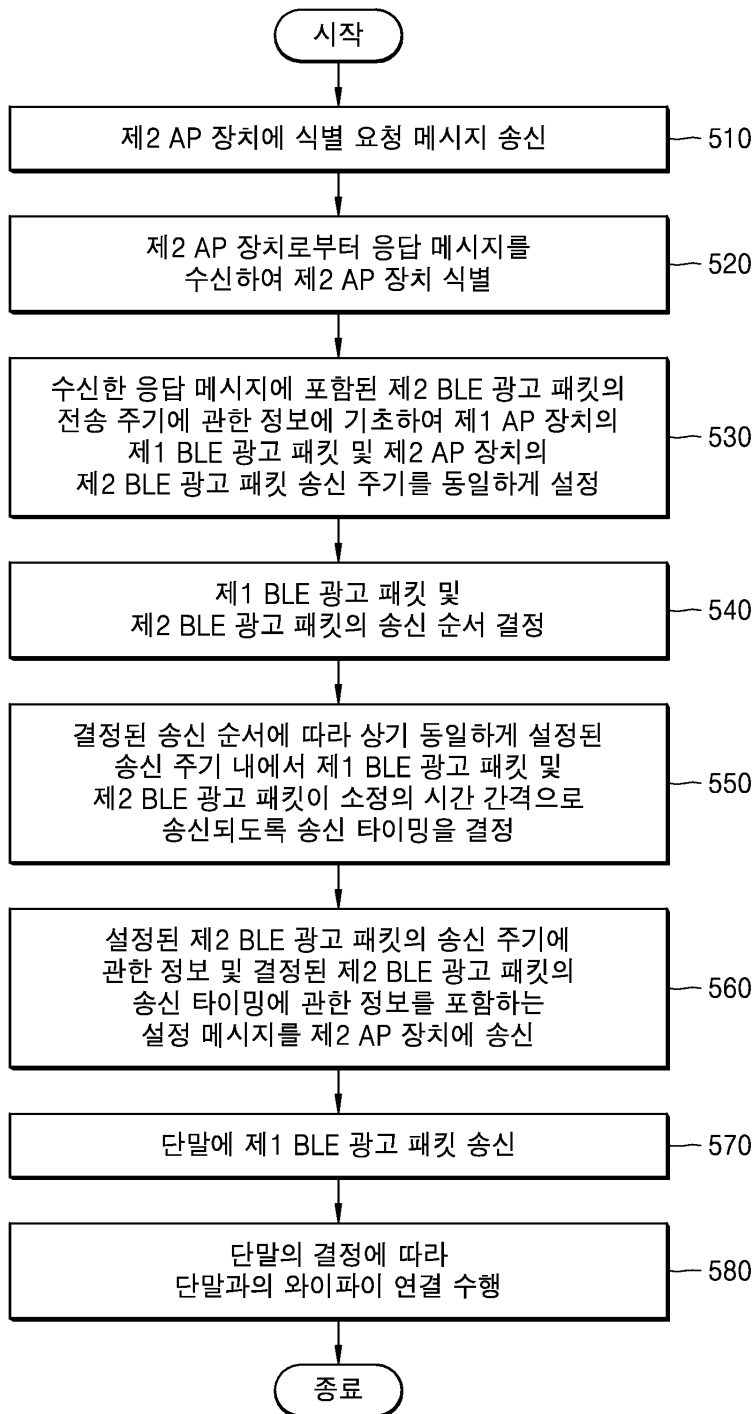 시작
제2 AP 장치에 식별 요청 메시지 송신
510
제2 AP 장치로부터 응답 메시지를
수신하여 제2 AP 장치 식별
520
수신한 응답 메시지에 포함된 제2 BLE 광고 패킷의
전송 주기에 관한 정보에 기초하여 제1 AP 장치의
제1 BLE 광고 패킷 및 제2 AP 장치의
제2 BLE 광고 패킷 송신 주기를 동일하게 설정
530
제1 BLE 광고 패킷 및
제2 BLE 광고 패킷의 송신 순서 결정
540
결정된 송신 순서에 따라 상기 동일하게 설정된
송신 주기 내에서 제1 BLE 광고 패킷 및
제2 BLE 광고 패킷이 소정의 시간 간격으로
송신되도록 송신 타이밍을 결정
550
설정된 제2 BLE 광고 패킷의 송신 주기에
관한 정보 및 결정된 제2 BLE 광고 패킷의
송신 타이밍에 관한 정보를 포함하는
설정 메시지를 제2 AP 장치에 송신
560
단말에 제1 BLE 광고 패킷 송신
570
단말의 결정에 따라
단말과의 와이파이 연결 수행
580
종료